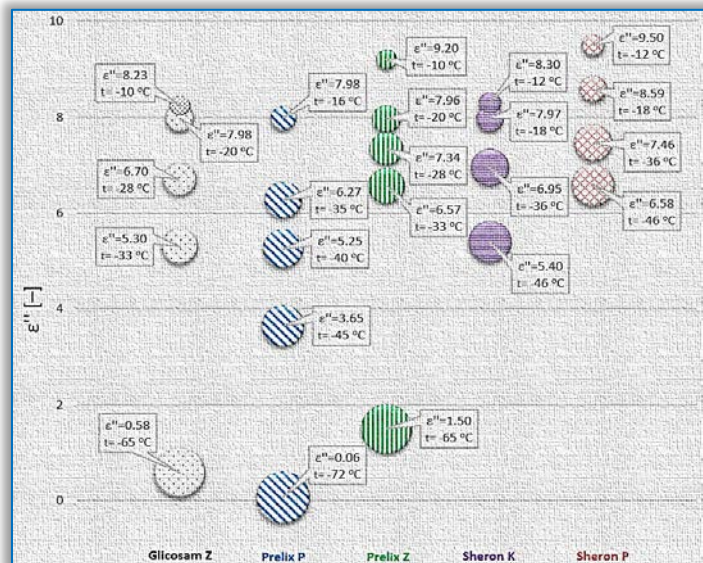 10
8
6
4
2
0
ε'' [–]
ε''=8.23
t= -10 °C
ε''=7.98
t= -20 °C
ε''=6.70
t= -28 °C
ε''=5.30
t= -33 °C
ε''=0.58
t= -65 °C
ε''=7.98
t= -16 °C
ε''=6.27
t= -35 °C
ε''=5.25
t= -40 °C
ε''=3.65
t= -45 °C
ε''=0.06
t= -72 °C
ε''=9.20
t= -10 °C
ε''=7.96
t= -20 °C
ε''=7.34
t= -28 °C
ε''=6.57
t= -33 °C
ε''=1.50
t= -65 °C
ε''=8.30
t= -12 °C
ε''=7.97
t= -18 °C
ε''=6.95
t= -36 °C
ε''=5.40
t= -46 °C
ε''=9.50
t= -12 °C
ε''=8.59
t= -18 °C
ε''=7.46
t= -36 °C
ε''=6.58
t= -46 °C
Glicosam Z
Prelix P
Prelix Z
Sheron K
Sheron P